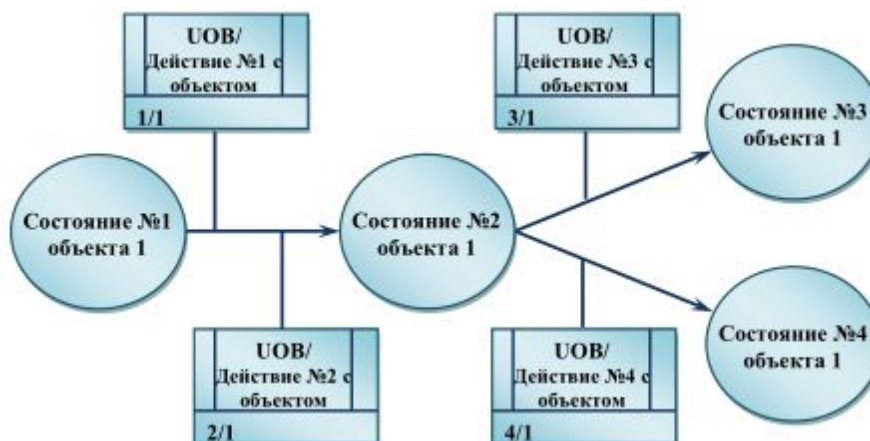 UOB/
Действие №1 с
объектом
1/1
UOB/
Действие №3 с
объектом
3/1
Состояние №3
объекта 1
Состояние №1
объекта 1
Состояние №2
объекта 1
UOB/
Действие №2 с
объектом
2/1
UOB/
Действие №4 с
объектом
4/1
Состояние №4
объекта 1